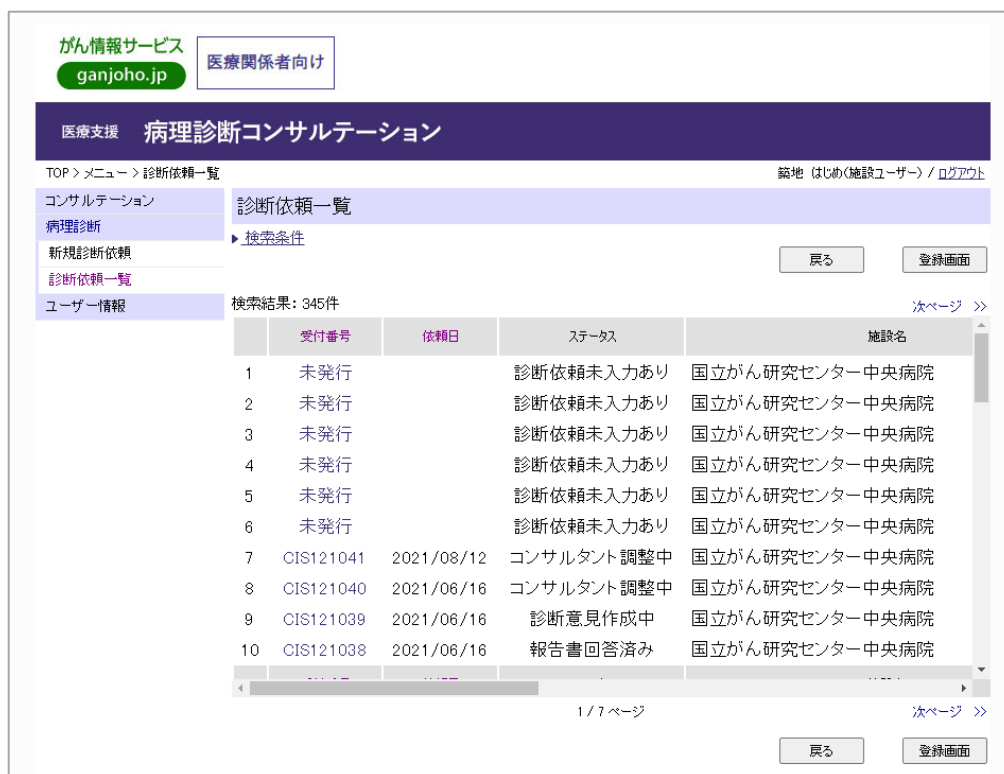 がん情報サービス
ganjoho.jp
医療関係者向け
医療支援 病理診断コンサルテーション
TOP > メニュー > 診断依頼一覧
築地 はじめ(施設ユーザー) / ログアウト
コンサルテーション
病理診断
新規診断依頼
診断依頼一覧
ユーザー情報
診断依頼一覧
▶ 検索条件
戻る 登録画面
検索結果: 345件
次ページ >>
受付番号 依頼日 ステータス 施設名
1 未発行 診断依頼未入力あり 国立がん研究センター中央病院
2 未発行 診断依頼未入力あり 国立がん研究センター中央病院
3 未発行 診断依頼未入力あり 国立がん研究センター中央病院
4 未発行 診断依頼未入力あり 国立がん研究センター中央病院
5 未発行 診断依頼未入力あり 国立がん研究センター中央病院
6 未発行 診断依頼未入力あり 国立がん研究センター中央病院
7 CIS121041 2021/08/12 コンサルタント調整中 国立がん研究センター中央病院
8 CIS121040 2021/06/16 コンサルタント調整中 国立がん研究センター中央病院
9 CIS121039 2021/06/16 診断意見作成中 国立がん研究センター中央病院
10 CIS121038 2021/06/16 報告書回答済み 国立がん研究センター中央病院
1 / 7 ページ
次ページ >>
戻る 登録画面